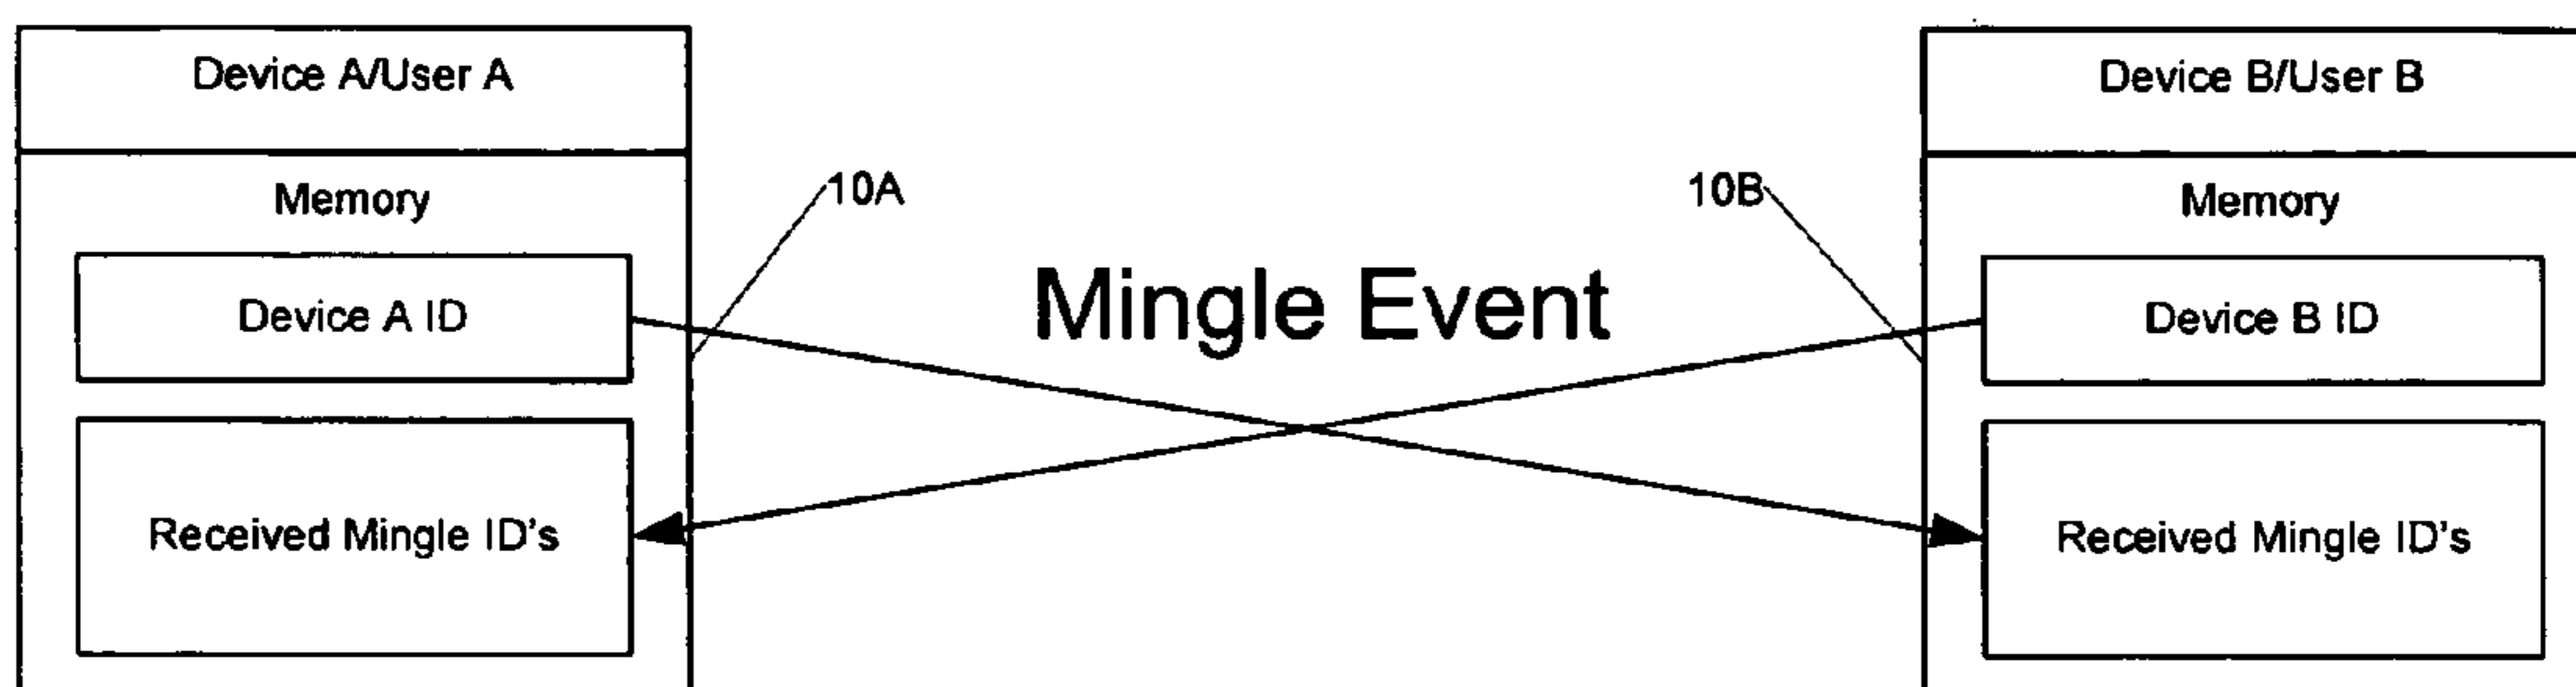 Device A/User A
Device B/User B
Memory
10A
10B
Memory
Mingle Event
Device A ID
Device B ID
Received Mingle ID's
Received Mingle ID's